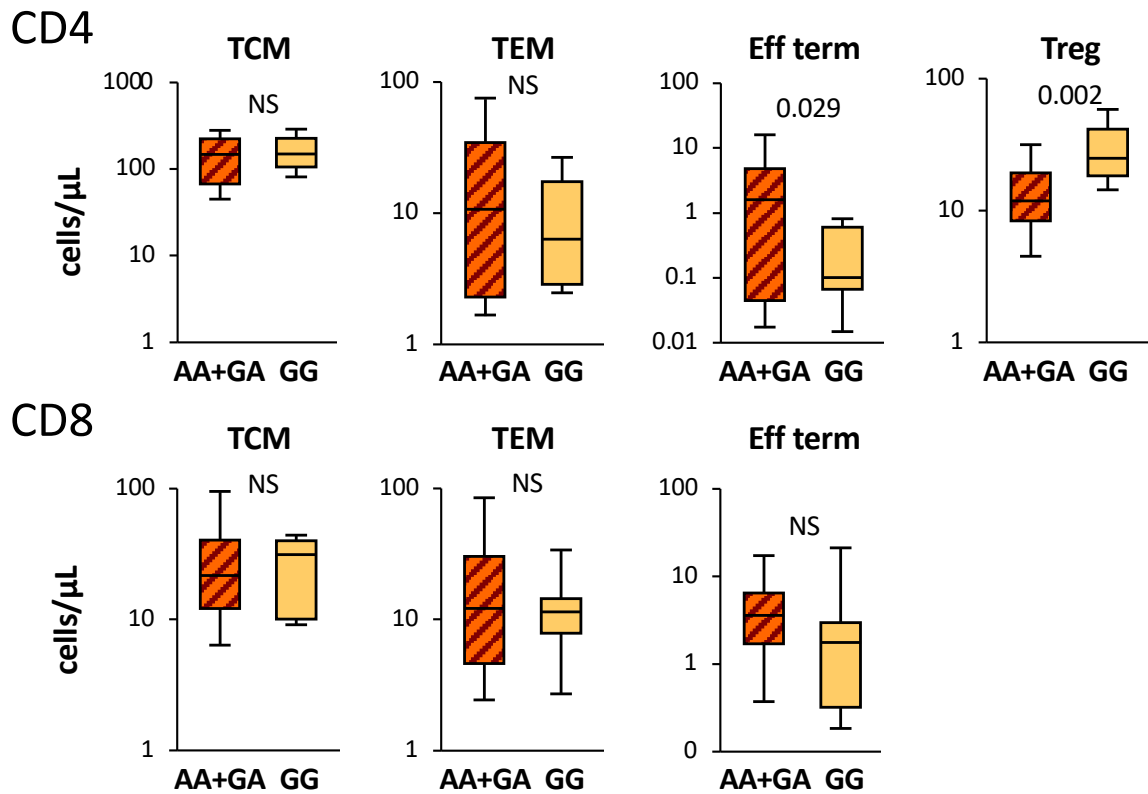 CD4
TCM
TEM
Eff term
Treg
cells/µL
1000
100
10
1
NS
AA+GA GG
100
10
1
NS
AA+GA GG
100
10
1
0.1
0.01
0.029
AA+GA GG
100
10
1
0.002
AA+GA GG
CD8
TCM
TEM
Eff term
cells/µL
100
10
1
NS
AA+GA GG
100
10
1
NS
AA+GA GG
100
10
1
0
NS
AA+GA GG